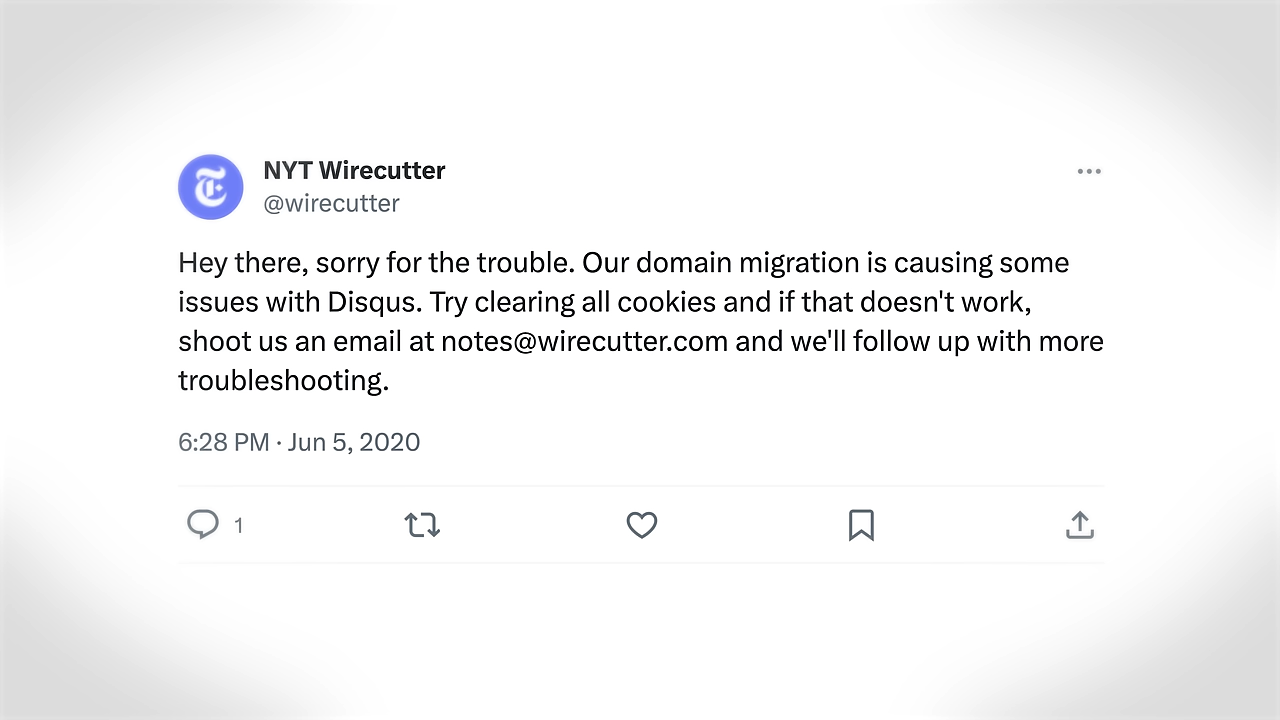 NYT Wirecutter
@wirecutter
Hey there, sorry for the trouble. Our domain migration is causing some
issues with Disqus. Try clearing all cookies and if that doesn't work,
shoot us an email at notes@wirecutter.com and we'll follow up with more
troubleshooting.
6:28 PM · Jun 5, 2020
1